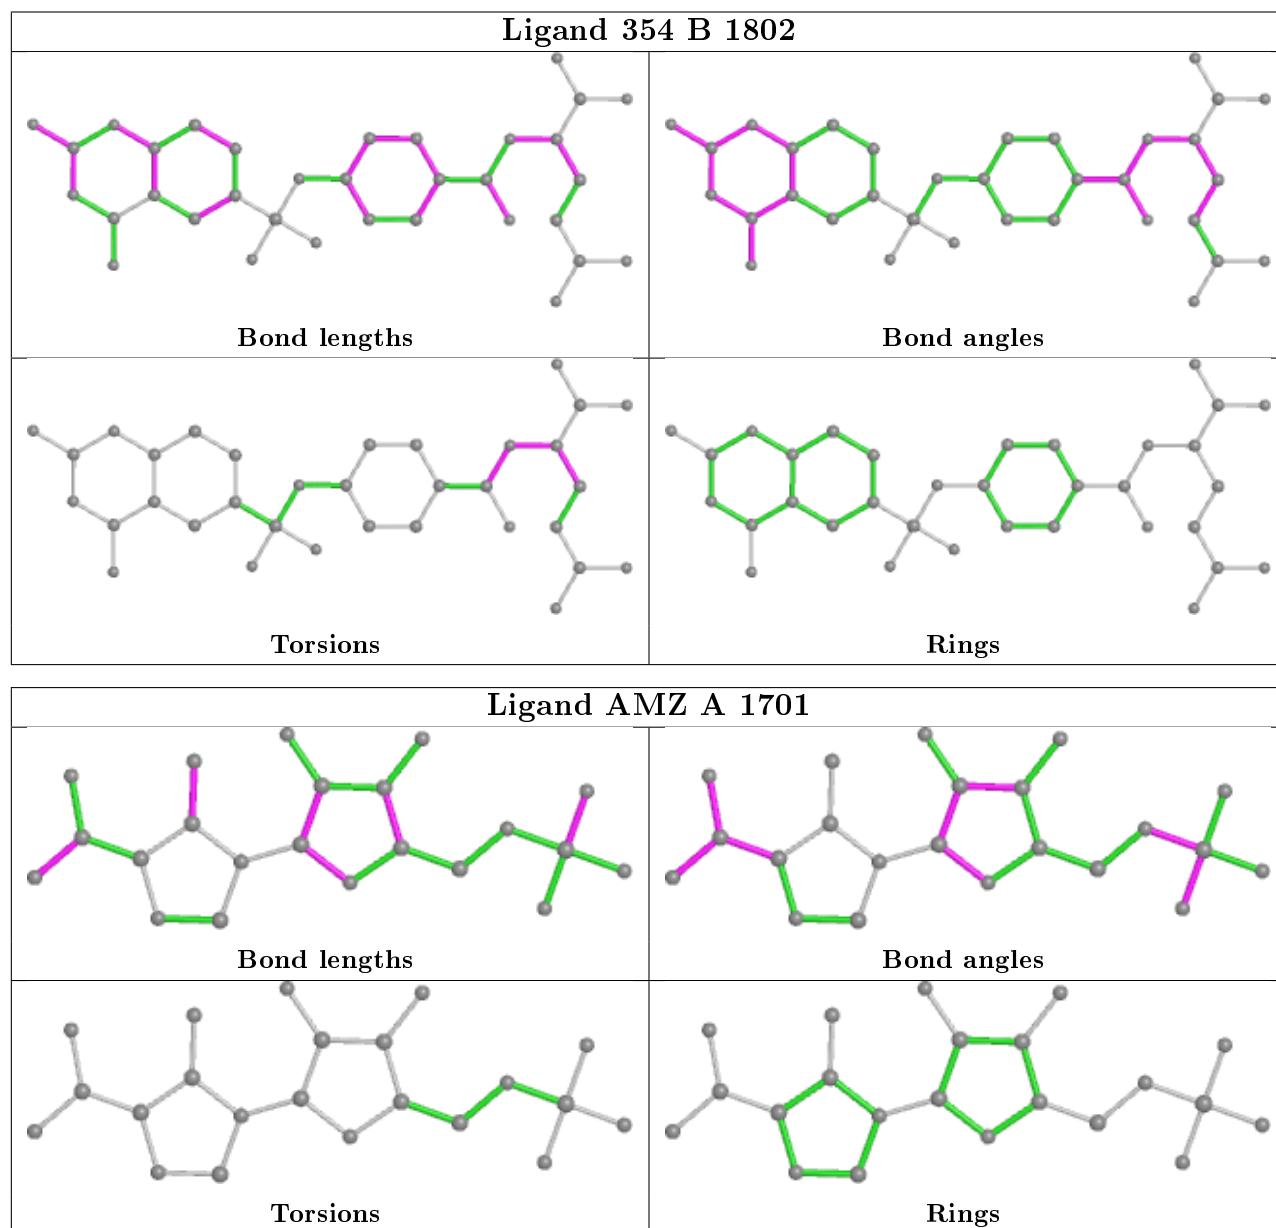 Ligand 354 B 1802
Bond lengths
Bond angles
Torsions
Rings
Ligand AMZ A 1701
Bond lengths
Bond angles
Torsions
Rings